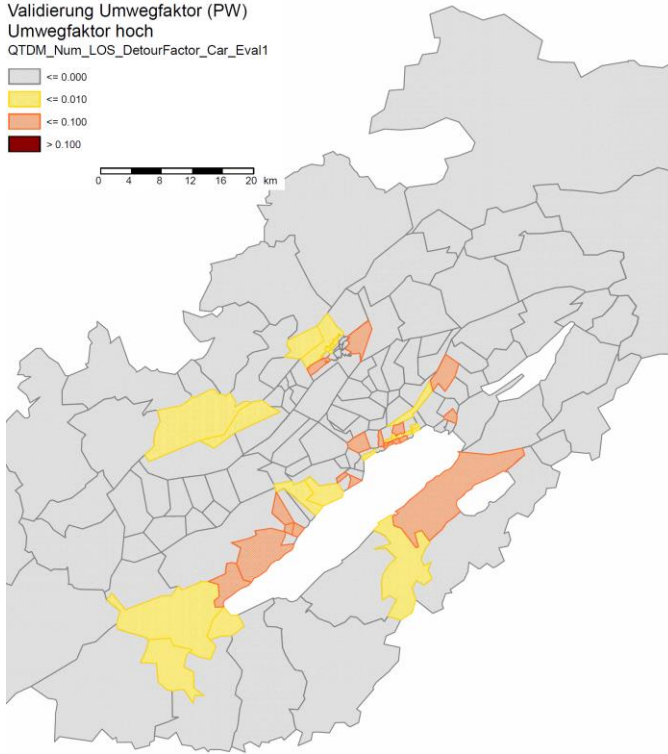 Validierung Umwegfaktor (PW)
Umwegfaktor hoch
QTDM_Num_LOS_DetourFactor_Car_Eval1
<= 0.000
<= 0.010
<= 0.100
> 0.100
0 4 8 12 16 20 km